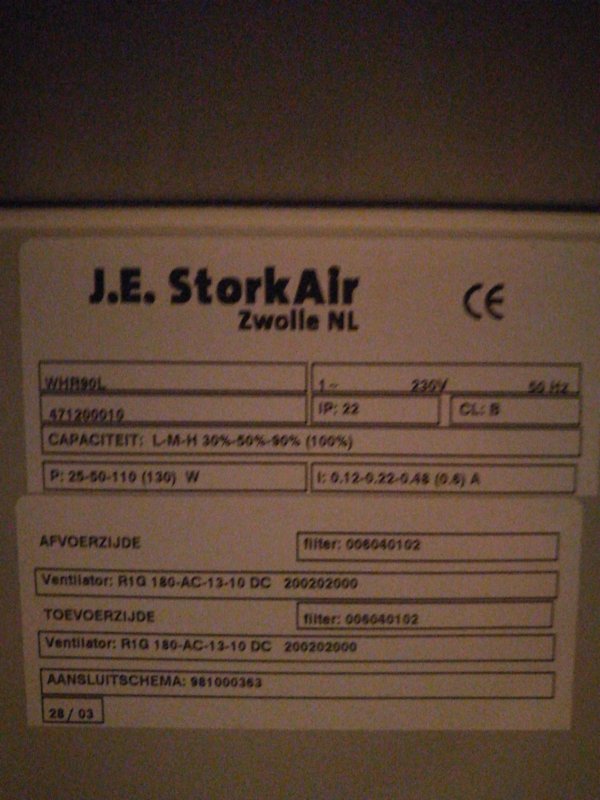 J.E. StorkAir
Zwolle NL
CE
WHR90L
1~ 230V 50 Hz
471200010
IP: 22
CL: B
CAPACITEIT: L-M-H 30%-50%-90% (100%)
P: 25-50-110 (130) W
I: 0.12-0.22-0.48 (0.6) A
AFVOERZIJDE
filter: 006040102
Ventilator: R1G 180-AC-13-10 DC 200202000
TOEVOERZIJDE
filter: 006040102
Ventilator: R1G 180-AC-13-10 DC 200202000
AANSLUITSCHEMA: 981000363
28 / 03